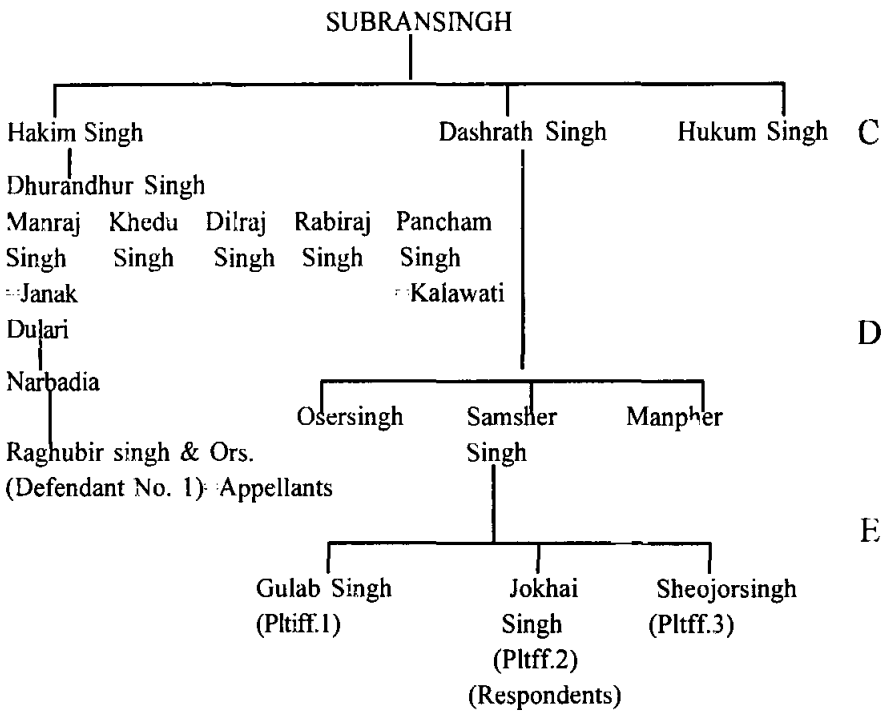 SUBRANSINGH
Hakim Singh Dashrath Singh Hukum Singh C
Dhurandhur Singh
Manraj Khedu Dilraj Rabiraj Pancham
Singh Singh Singh Singh Singh
=Janak =Kalawati
Dulari D
Narbadia
Osersingh Samsher Manpher
Raghubir singh & Ors. Singh
(Defendant No. 1)- Appellants
E
Gulab Singh Jokhai Sheojorsingh
(Pltiff.1) Singh (Pltff.3)
(Pltff.2)
(Respondents)